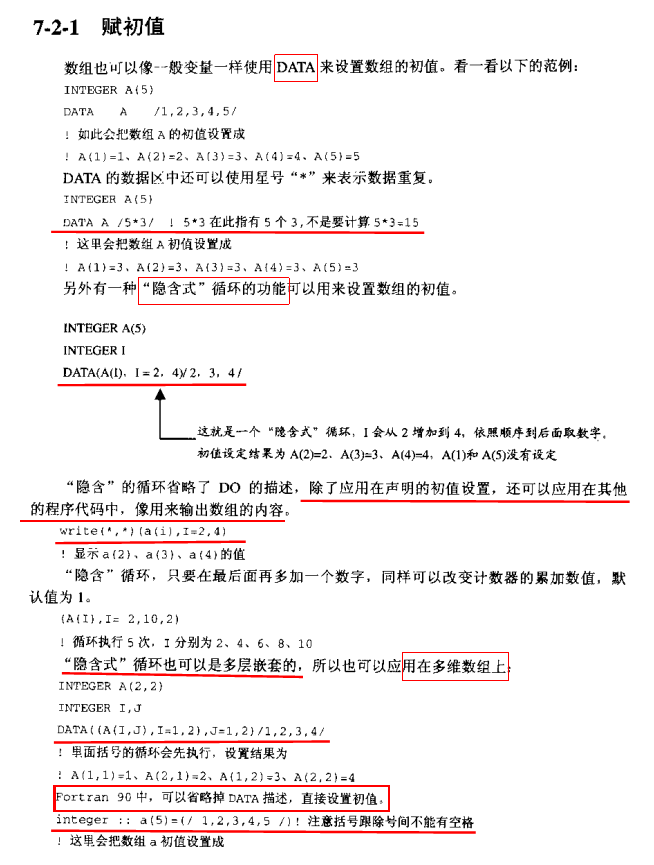 7-2-1 赋初值
数组也可以像一般变量一样使用 DATA 来设置数组的初值。看一看以下的范例：
INTEGER A(5)
DATA A /1,2,3,4,5/
! 如此会把数组 A 的初值设置成
! A(1)=1、A(2)=2、A(3)=3、A(4)=4、A(5)=5
DATA 的数据区中还可以使用星号“*”来表示数据重复。
INTEGER A(5)
DATA A /5*3/ ! 5*3 在此指有 5 个 3,不是要计算 5*3=15
! 这里会把数组 A 初值设置成
! A(1)=3、A(2)=3、A(3)=3、A(4)=3、A(5)=3
另外有一种“隐含式”循环的功能可以用来设置数组的初值。
INTEGER A(5)
INTEGER I
DATA(A(I), I = 2, 4)/ 2, 3, 4 /
这就是一个“隐含式”循环，I 会从 2 增加到 4，依照顺序到后面取数字。
初值设定结果为 A(2)=2、A(3)=3、A(4)=4，A(1)和 A(5)没有设定
“隐含”的循环省略了 DO 的描述，除了应用在声明的初值设置，还可以应用在其他
的程序代码中，像用来输出数组的内容。
write(*,*)(a(i),I=2,4)
! 显示 a(2)、a(3)、a(4)的值
“隐含”循环，只要在最后面再多加一个数字，同样可以改变计数器的累加数值，默
认值为 1。
(A(I),I= 2,10,2)
! 循环执行 5 次，I 分别为 2、4、6、8、10
“隐含式”循环也可以是多层嵌套的，所以也可以应用在多维数组上：
INTEGER A(2,2)
INTEGER I,J
DATA((A(I,J),I=1,2),J=1,2)/1,2,3,4/
! 里面括号的循环会先执行，设置结果为
! A(1,1)=1、A(2,1)=2、A(1,2)=3、A(2,2)=4
Fortran 90 中，可以省略掉 DATA 描述，直接设置初值。
integer :: a(5)=(/ 1,2,3,4,5 /)! 注意括号跟除号间不能有空格
! 这里会把数组 a 初值设置成